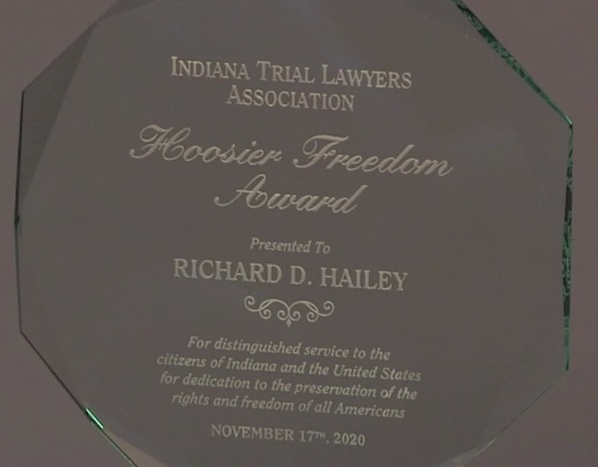 INDIANA TRIAL LAWYERS
ASSOCIATION
Hoosier Freedom
Award
Presented To
RICHARD D. HAILEY
For distinguished service to the
citizens of Indiana and the United States
for dedication to the preservation of the
rights and freedom of all Americans
NOVEMBER 17TH, 2020